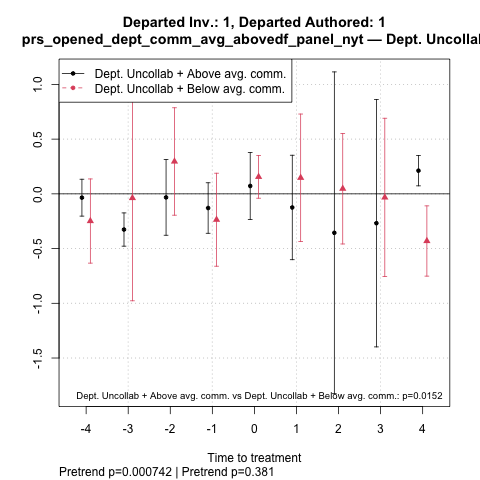 Departed Inv.: 1, Departed Authored: 1
prs_opened_dept_comm_avg_abovedf_panel_nyt — Dept. Uncollab
Dept. Uncollab + Above avg. comm.
Dept. Uncollab + Below avg. comm.
1.0
0.5
0.0
-0.5
-1.0
-1.5
Dept. Uncollab + Above avg. comm. vs Dept. Uncollab + Below avg. comm.: p=0.0152
-4 -3 -2 -1 0 1 2 3 4
Time to treatment
Pretrend p=0.000742 | Pretrend p=0.381